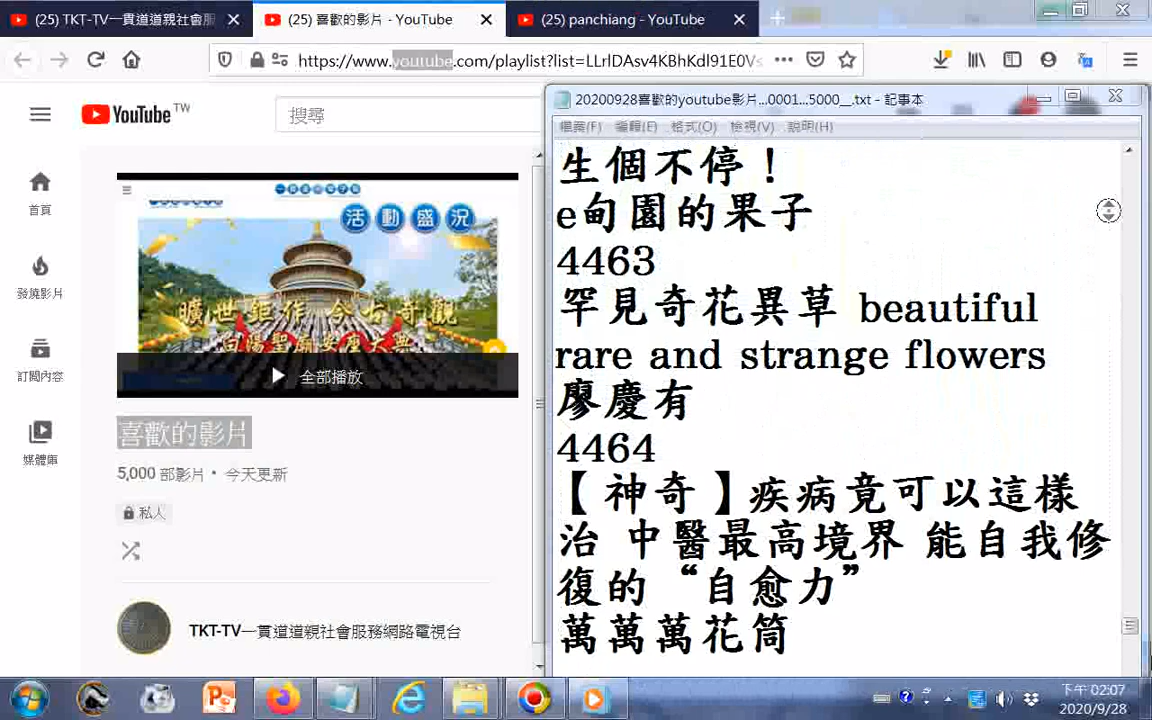 (25) TKT-TV一貫道道親社會服
(25) 喜歡的影片 - YouTube
(25) panchiang - YouTube
https://www.youtube.com/playlist?list=LLrlDAsv4KBhKdl91E0Vs
YouTube TW
搜尋
首頁
發燒影片
訂閱內容
媒體庫
活動盛況
曠世鉅作 今古奇觀
白陽聖廟安座大典
全部播放
喜歡的影片
5,000 部影片 • 今天更新
私人
TKT-TV一貫道道親社會服務網路電視台
20200928喜歡的youtube影片...0001...5000__.txt - 記事本
檔案(F) 編輯(E) 格式(O) 檢視(V) 說明(H)
生個不停！
e甸園的果子
4463
罕見奇花異草 beautiful
rare and strange flowers
廖慶有
4464
【神奇】疾病竟可以這樣
治 中醫最高境界 能自我修
復的 “自愈力”
萬萬萬花筒
下午 02:07
2020/9/28